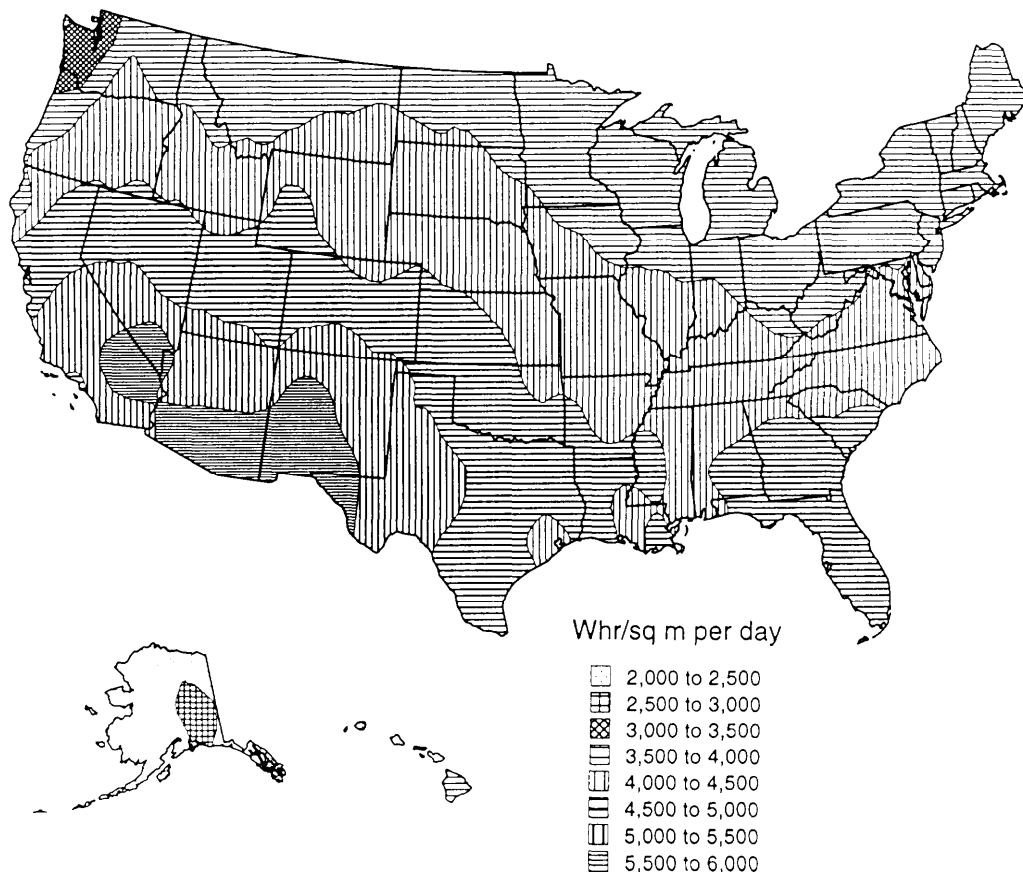 Whr/sq m per day
2,000 to 2,500
2,500 to 3,000
3,000 to 3,500
3,500 to 4,000
4,000 to 4,500
4,500 to 5,000
5,000 to 5,500
5,500 to 6,000